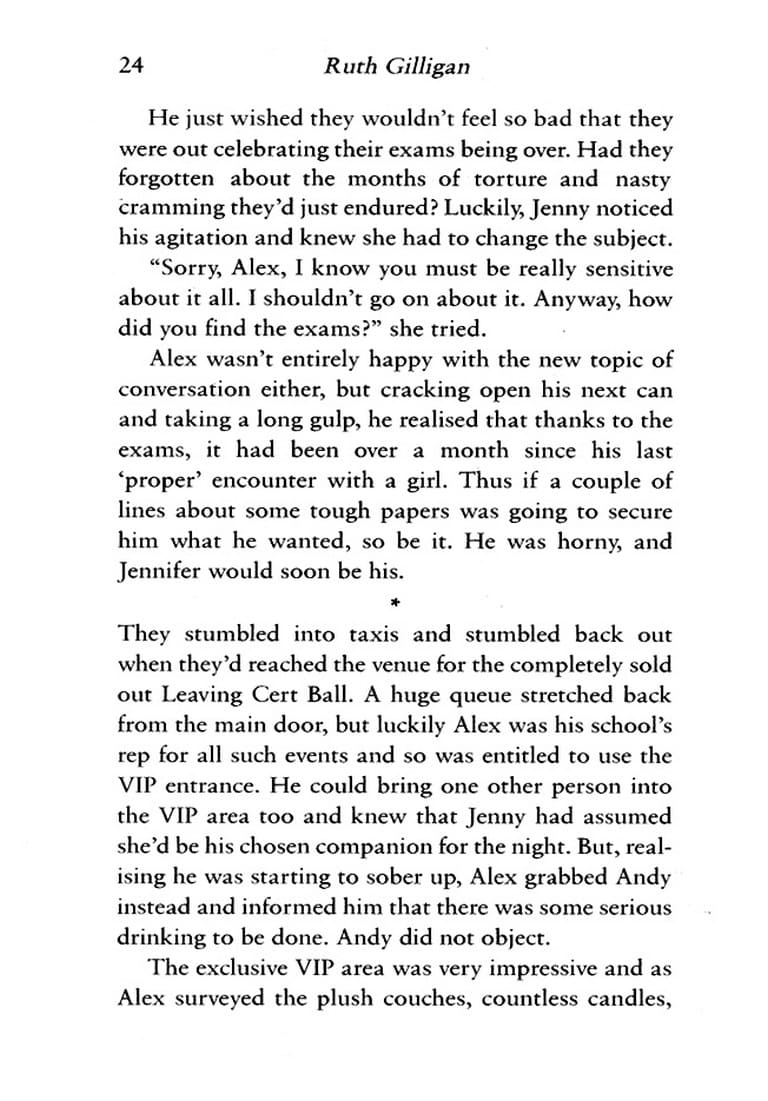 24
Ruth Gilligan
He just wished they wouldn't feel so bad that they
were out celebrating their exams being over. Had they
forgotten about the months of torture and nasty
cramming they'd just endured? Luckily, Jenny noticed
his agitation and knew she had to change the subject.
“Sorry, Alex, I know you must be really sensitive
about it all. I shouldn't go on about it. Anyway, how
did you find the exams?” she tried.
Alex wasn't entirely happy with the new topic of
conversation either, but cracking open his next can
and taking a long gulp, he realised that thanks to the
exams, it had been over a month since his last
‘proper’ encounter with a girl. Thus if a couple of
lines about some tough papers was going to secure
him what he wanted, so be it. He was horny, and
Jennifer would soon be his.
*
They stumbled into taxis and stumbled back out
when they'd reached the venue for the completely sold
out Leaving Cert Ball. A huge queue stretched back
from the main door, but luckily Alex was his school's
rep for all such events and so was entitled to use the
VIP entrance. He could bring one other person into
the VIP area too and knew that Jenny had assumed
she'd be his chosen companion for the night. But, real-
ising he was starting to sober up, Alex grabbed Andy
instead and informed him that there was some serious
drinking to be done. Andy did not object.
The exclusive VIP area was very impressive and as
Alex surveyed the plush couches, countless candles,